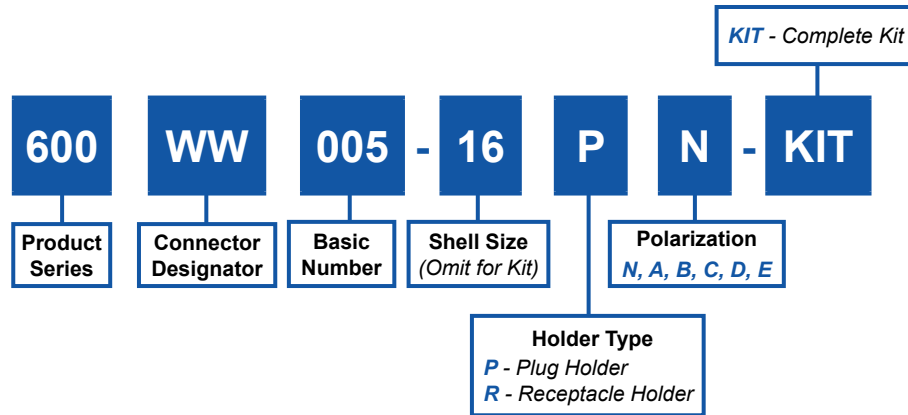 KIT - Complete Kit
600 WW 005 - 16 P N - KIT
Product
Series
Connector
Designator
Basic
Number
Shell Size
(Omit for Kit)
Polarization
N, A, B, C, D, E
Holder Type
P - Plug Holder
R - Receptacle Holder